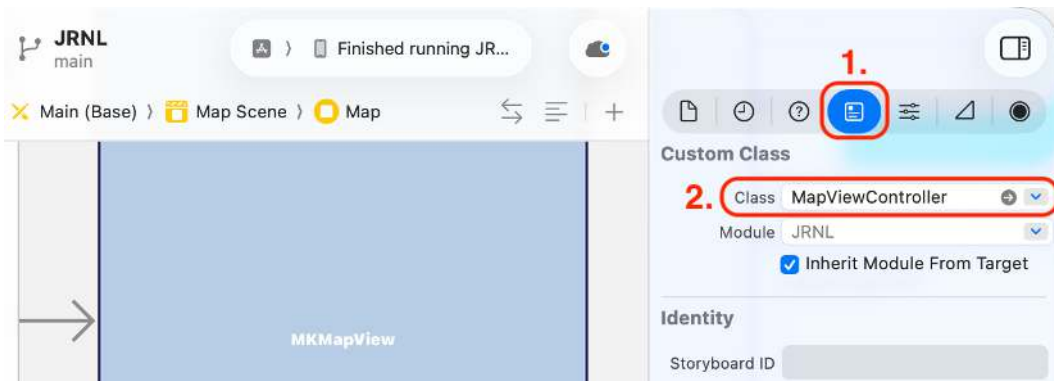 JRNL
main
Finished running JR...
1.
Main (Base) 〉 Map Scene 〉 Map
Custom Class
2. Class MapViewController
Module JRNL
Inherit Module From Target
MKMapView
Identity
Storyboard ID